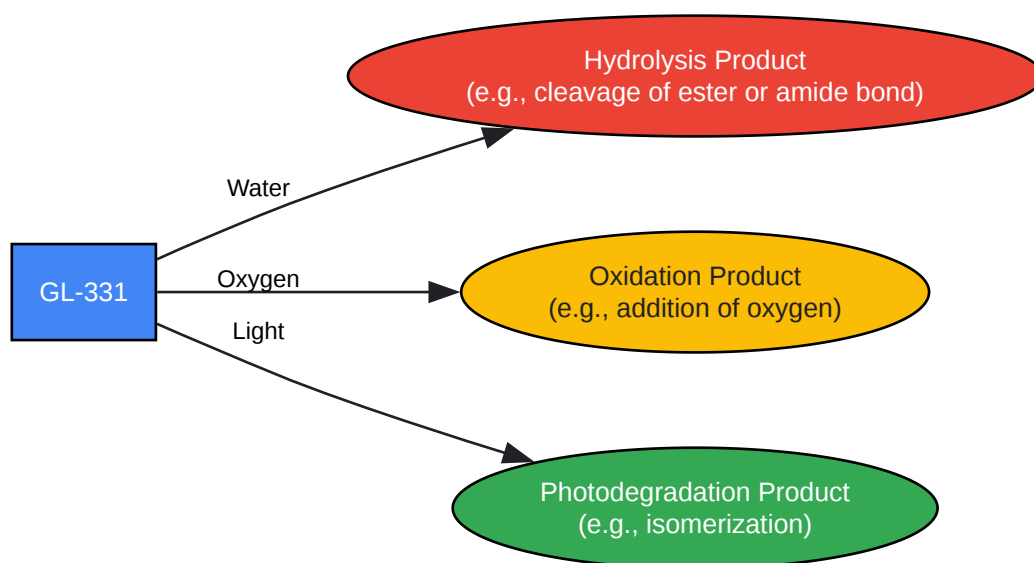 Hydrolysis Product
(e.g., cleavage of ester or amide bond)
Water
GL-331
Oxygen
Oxidation Product
(e.g., addition of oxygen)
Light
Photodegradation Product
(e.g., isomerization)